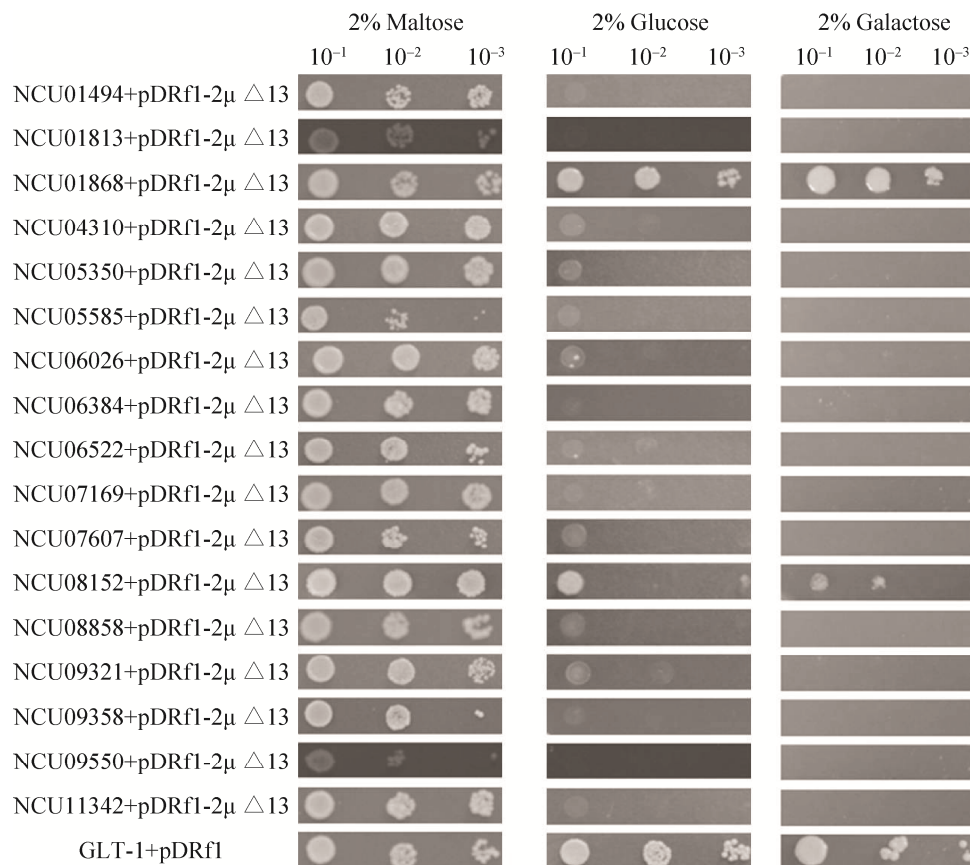 2% Maltose 2% Glucose 2% Galactose
10⁻¹ 10⁻² 10⁻³ 10⁻¹ 10⁻² 10⁻³ 10⁻¹ 10⁻² 10⁻³
NCU01494+pDRf1-2μ △13
NCU01813+pDRf1-2μ △13
NCU01868+pDRf1-2μ △13
NCU04310+pDRf1-2μ △13
NCU05350+pDRf1-2μ △13
NCU05585+pDRf1-2μ △13
NCU06026+pDRf1-2μ △13
NCU06384+pDRf1-2μ △13
NCU06522+pDRf1-2μ △13
NCU07169+pDRf1-2μ △13
NCU07607+pDRf1-2μ △13
NCU08152+pDRf1-2μ △13
NCU08858+pDRf1-2μ △13
NCU09321+pDRf1-2μ △13
NCU09358+pDRf1-2μ △13
NCU09550+pDRf1-2μ △13
NCU11342+pDRf1-2μ △13
GLT-1+pDRf1